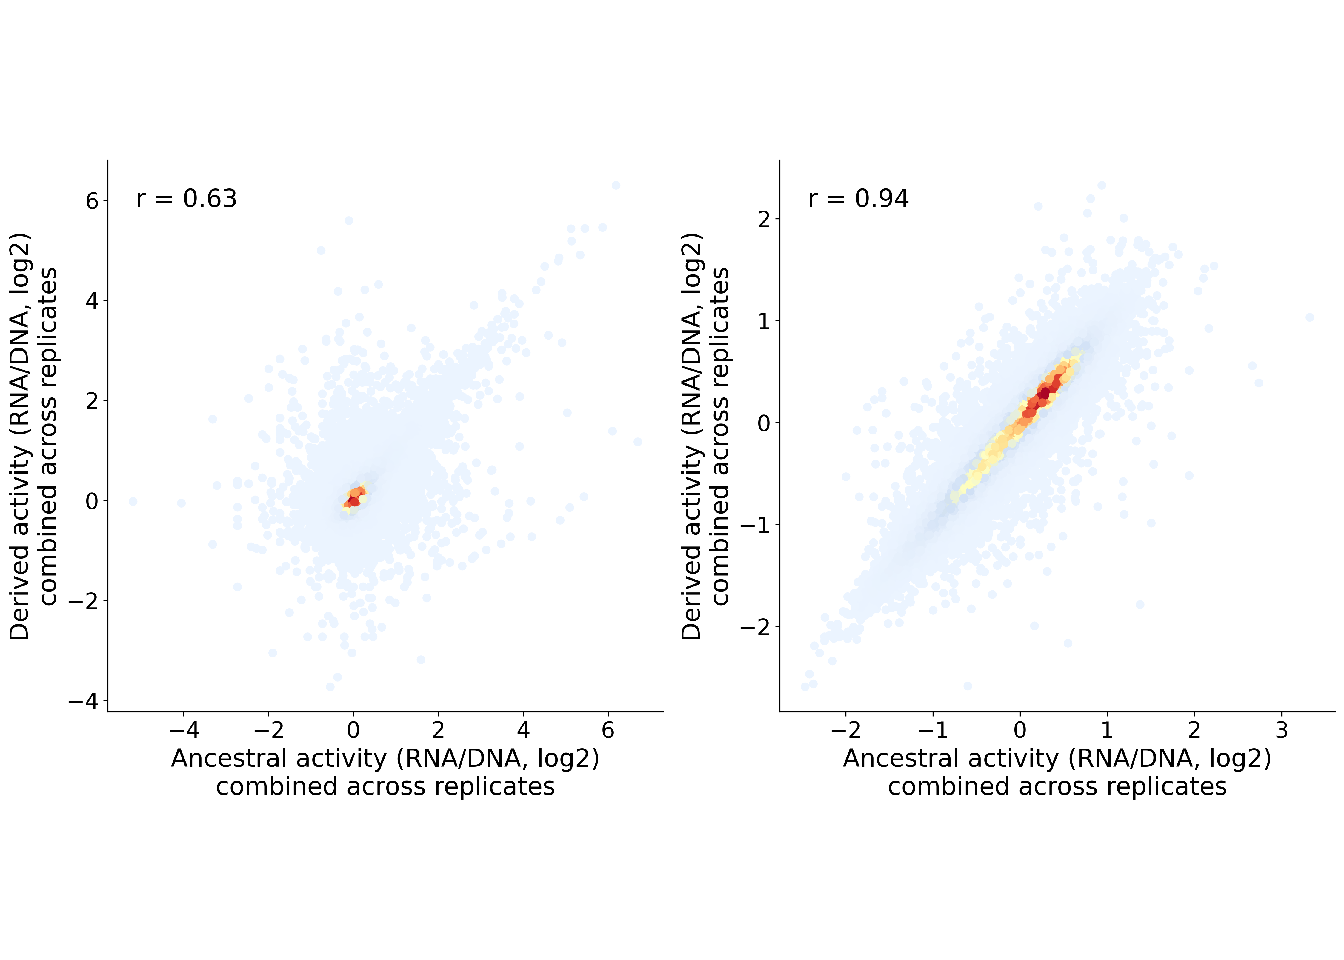 r = 0.63
6
4
2
0
−2
−4
−4
−2
0
2
4
6
Derived activity (RNA/DNA, log2)
combined across replicates
Ancestral activity (RNA/DNA, log2)
combined across replicates
r = 0.94
2
1
0
−1
−2
−2
−1
0
1
2
3
Derived activity (RNA/DNA, log2)
combined across replicates
Ancestral activity (RNA/DNA, log2)
combined across replicates